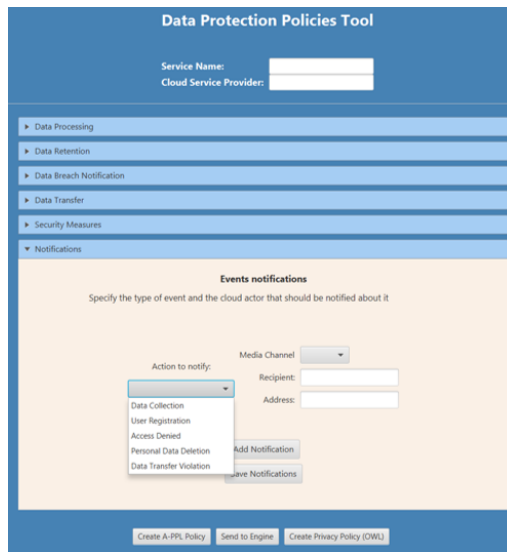 Data Protection Policies Tool
Service Name:
Cloud Service Provider:
Data Processing
Data Retention
Data Breach Notification
Data Transfer
Security Measures
Notifications
Events notifications
Specify the type of event and the cloud actor that should be notified about it
Media Channel
Action to notify:
Recipient:
Address:
Data Collection
User Registration
Access Denied
Personal Data Deletion
Data Transfer Violation
Add Notification
Save Notifications
Create A-PPL Policy Send to Engine Create Privacy Policy (OWL)